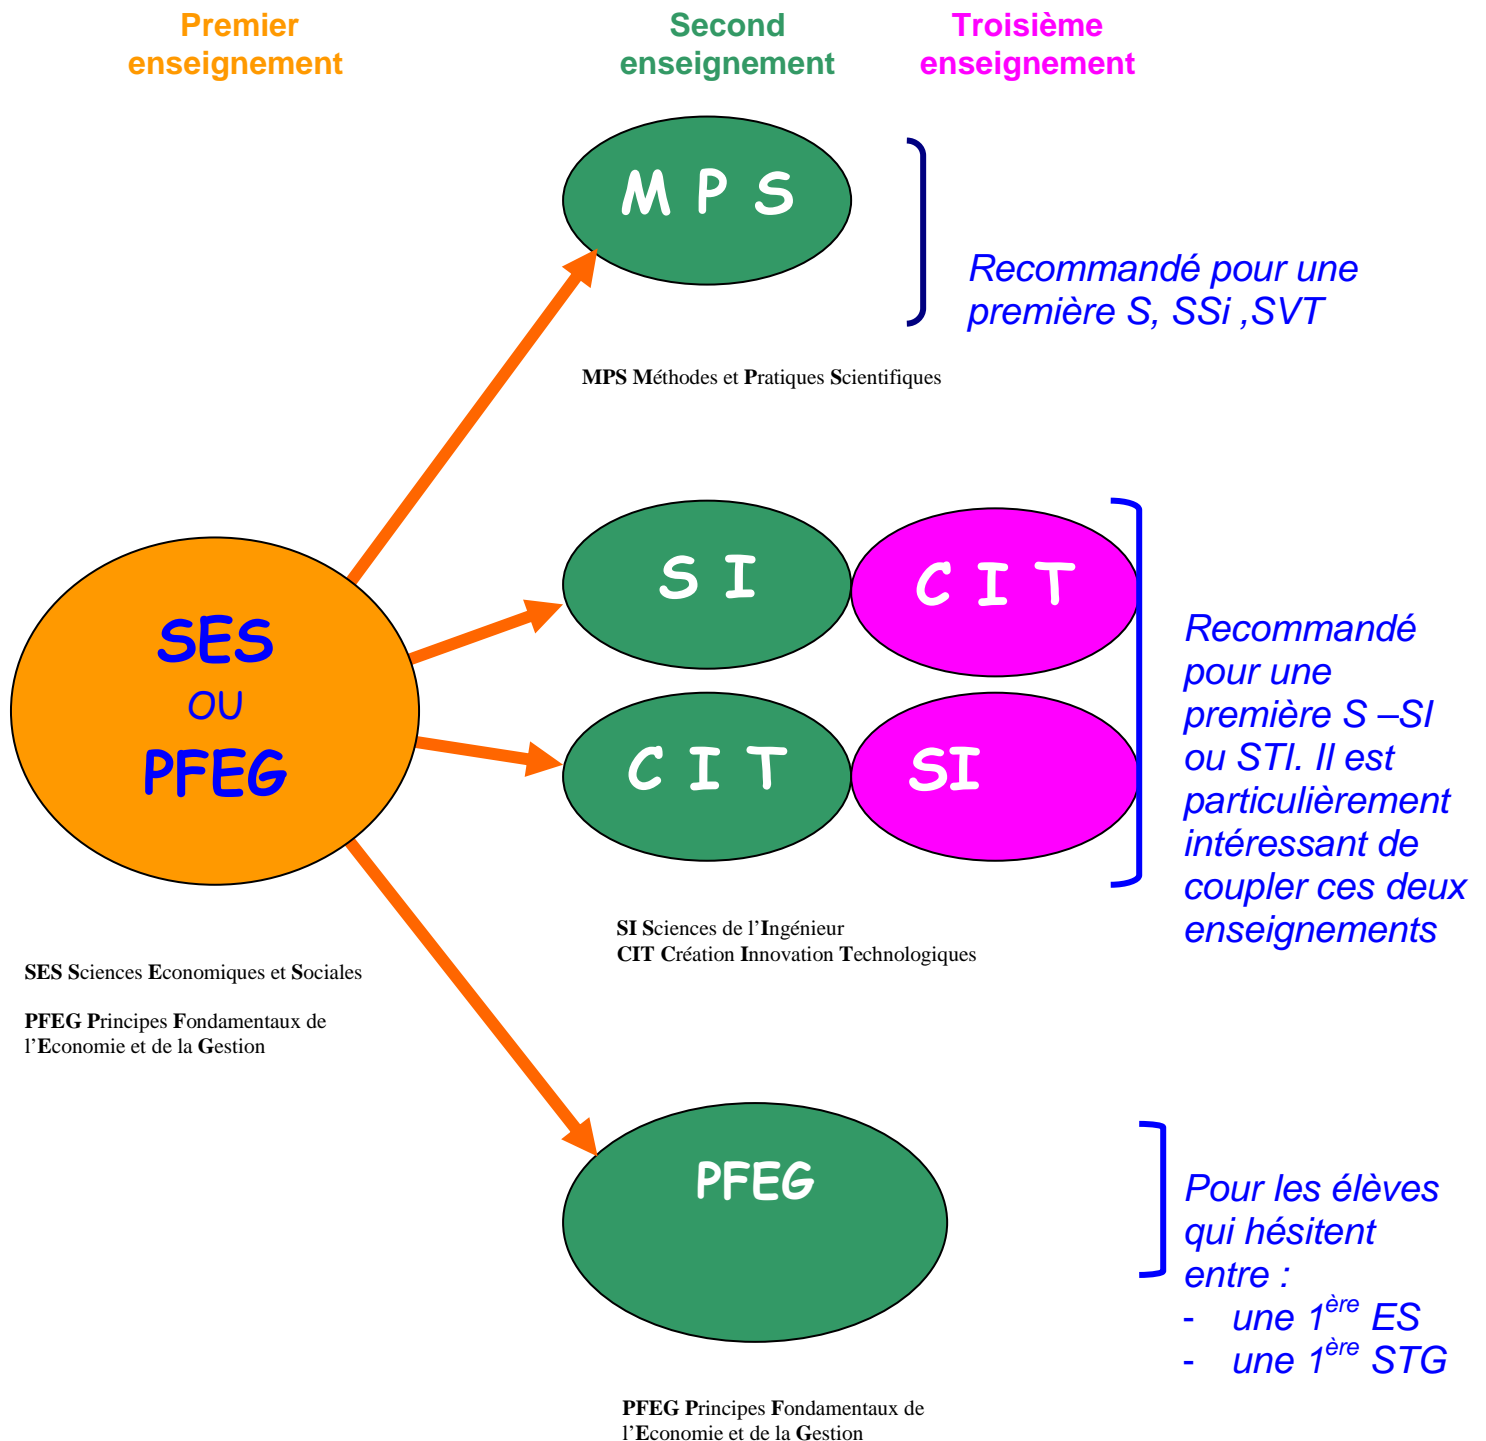 Premier
enseignement
Second
enseignement
Troisième
enseignement
M P S
Recommandé pour une
première S, SSi ,SVT
MPS Méthodes et Pratiques Scientifiques
S I
C I T
SES
OU
PFEG
C I T
SI
Recommandé
pour une
première S –SI
ou STI. Il est
particulièrement
intéressant de
coupler ces deux
enseignements
SI Sciences de l’Ingénieur
CIT Création Innovation Technologiques
SES Sciences Economiques et Sociales
PFEG Principes Fondamentaux de
l’Economie et de la Gestion
PFEG
Pour les élèves
qui hésitent
entre :
- une 1ère ES
- une 1ère STG
PFEG Principes Fondamentaux de
l’Economie et de la Gestion